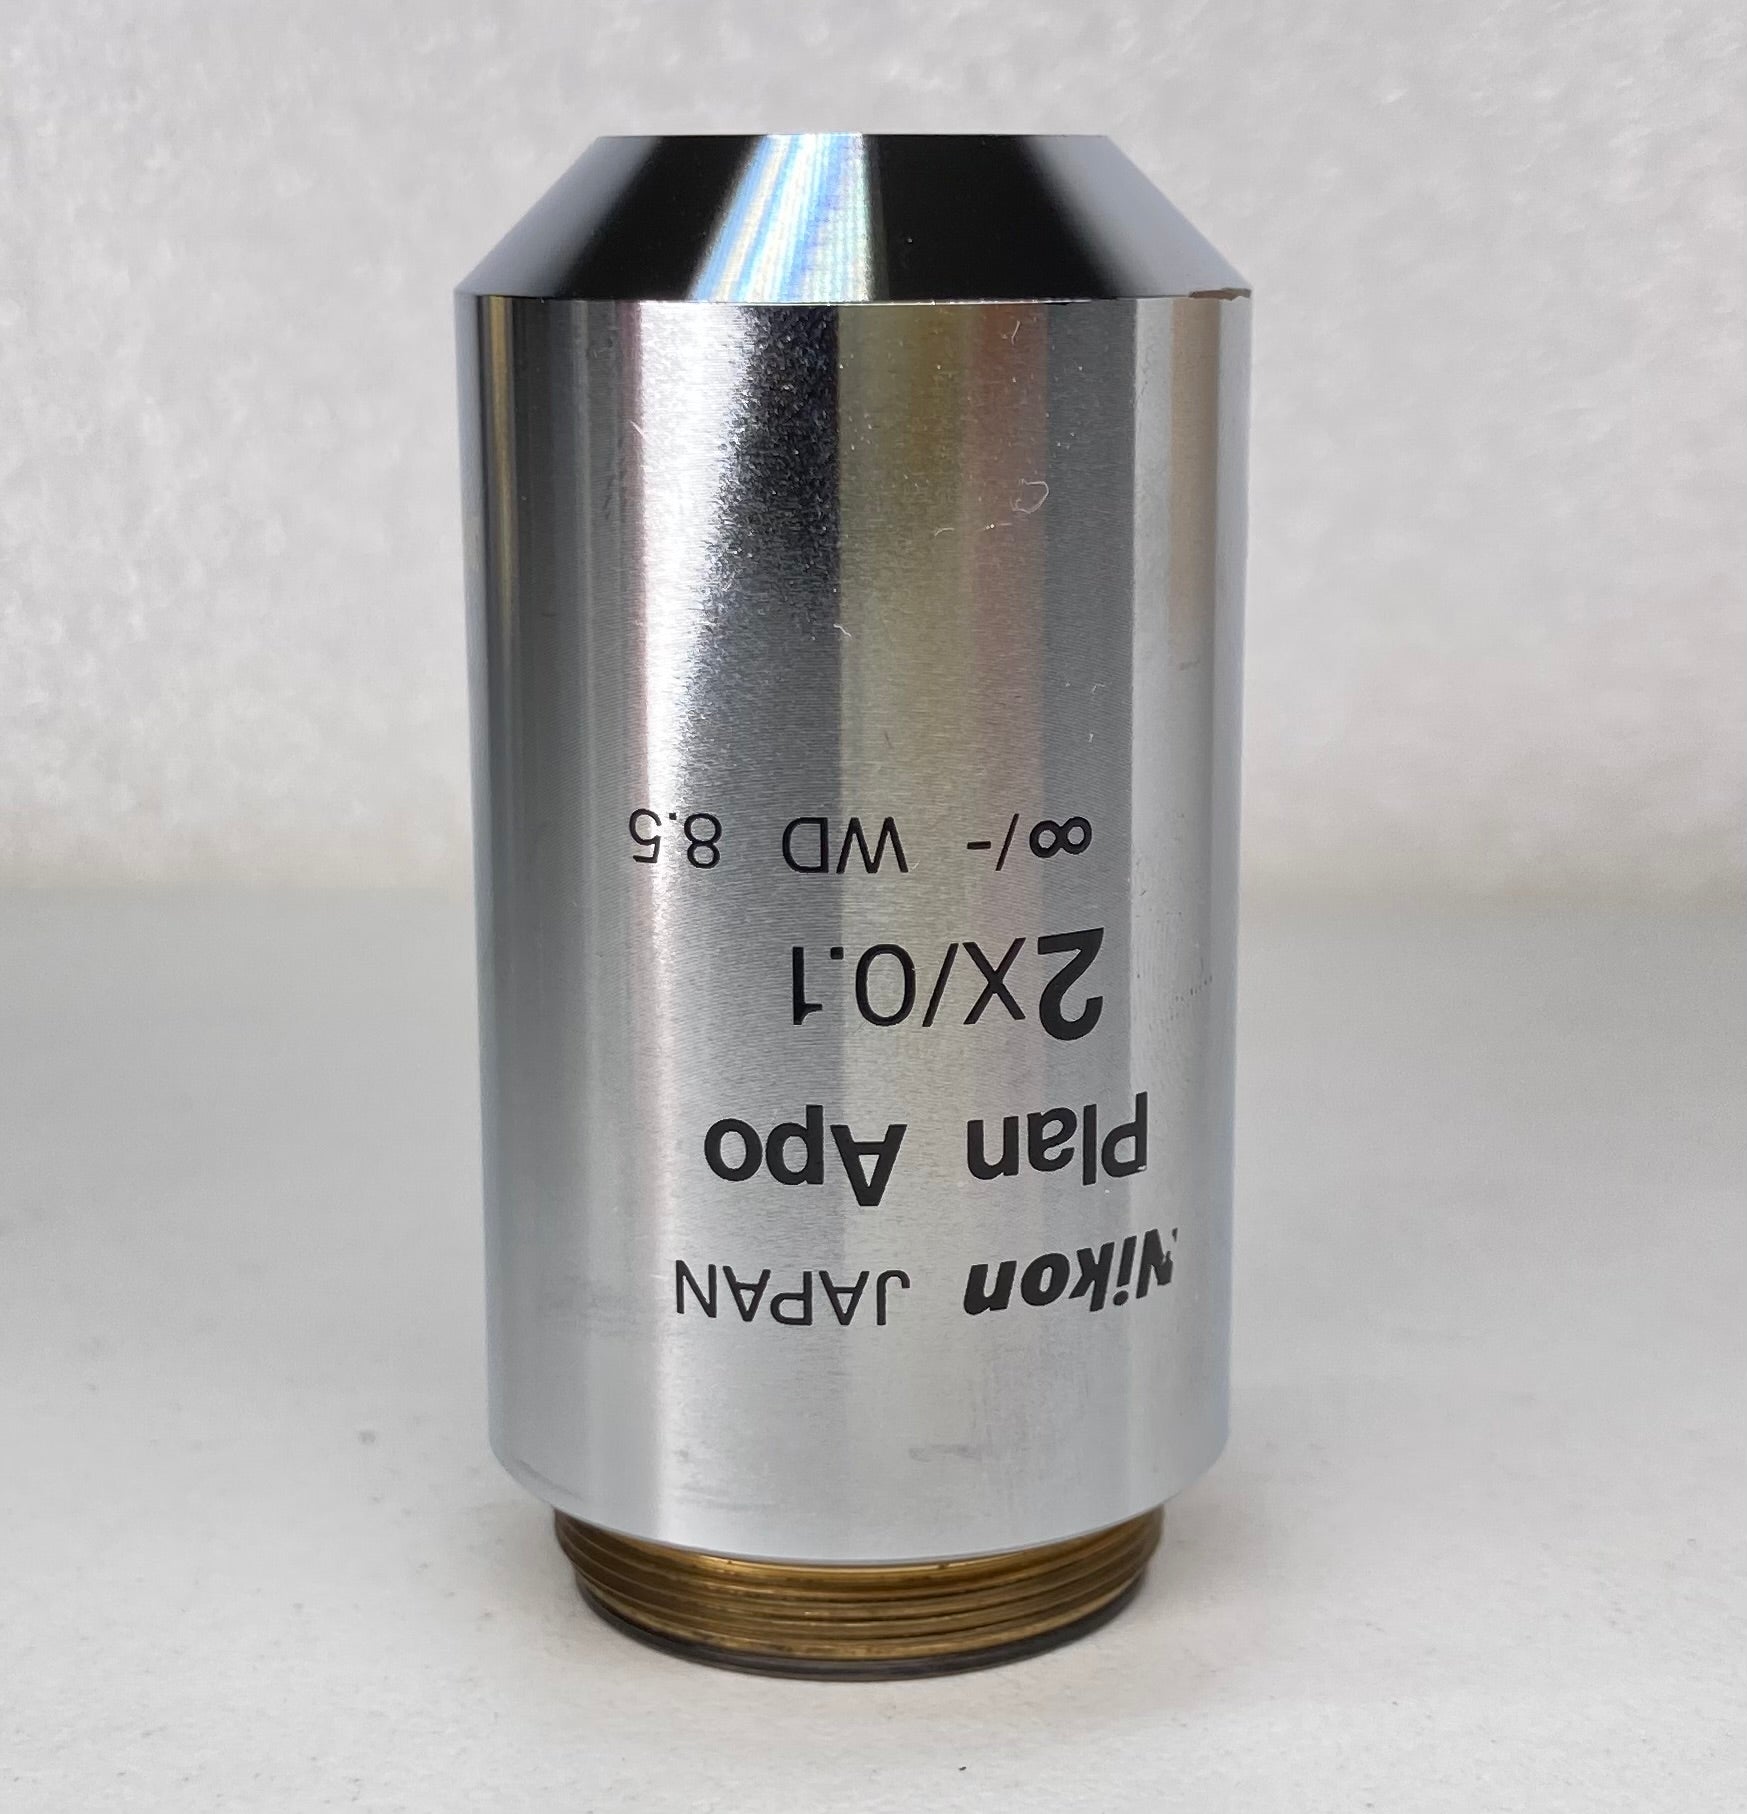 Nikon JAPAN
Plan Apo
2X/0.1
∞/- WD 8.5